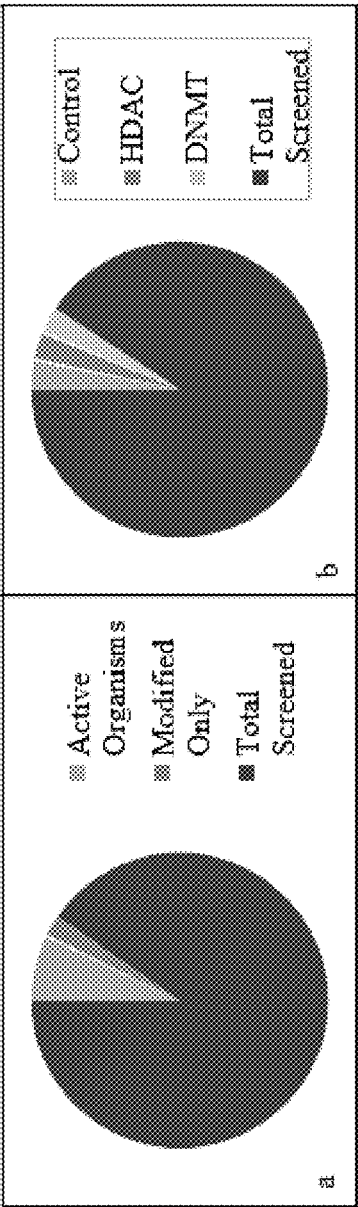 Active
Organisms
Modified
Only
Total
Screened
a
Control
HDAC
DNMT
Total
Screened
b